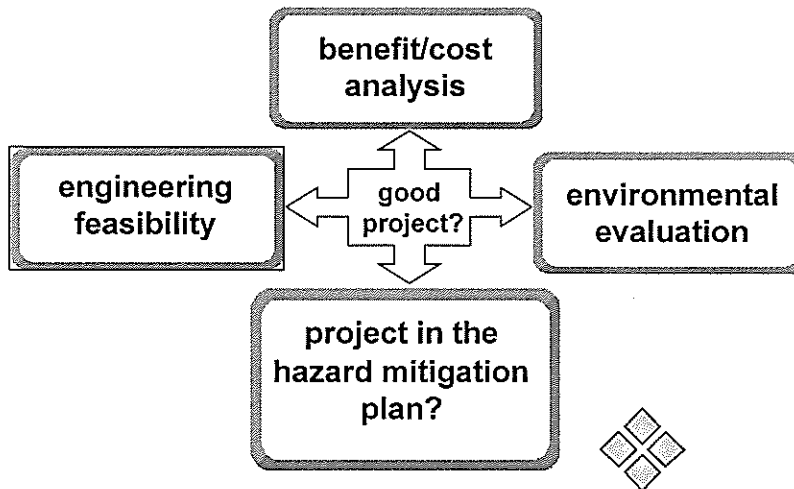 benefit/cost
analysis
engineering
feasibility
good
project?
environmental
evaluation
project in the
hazard mitigation
plan?